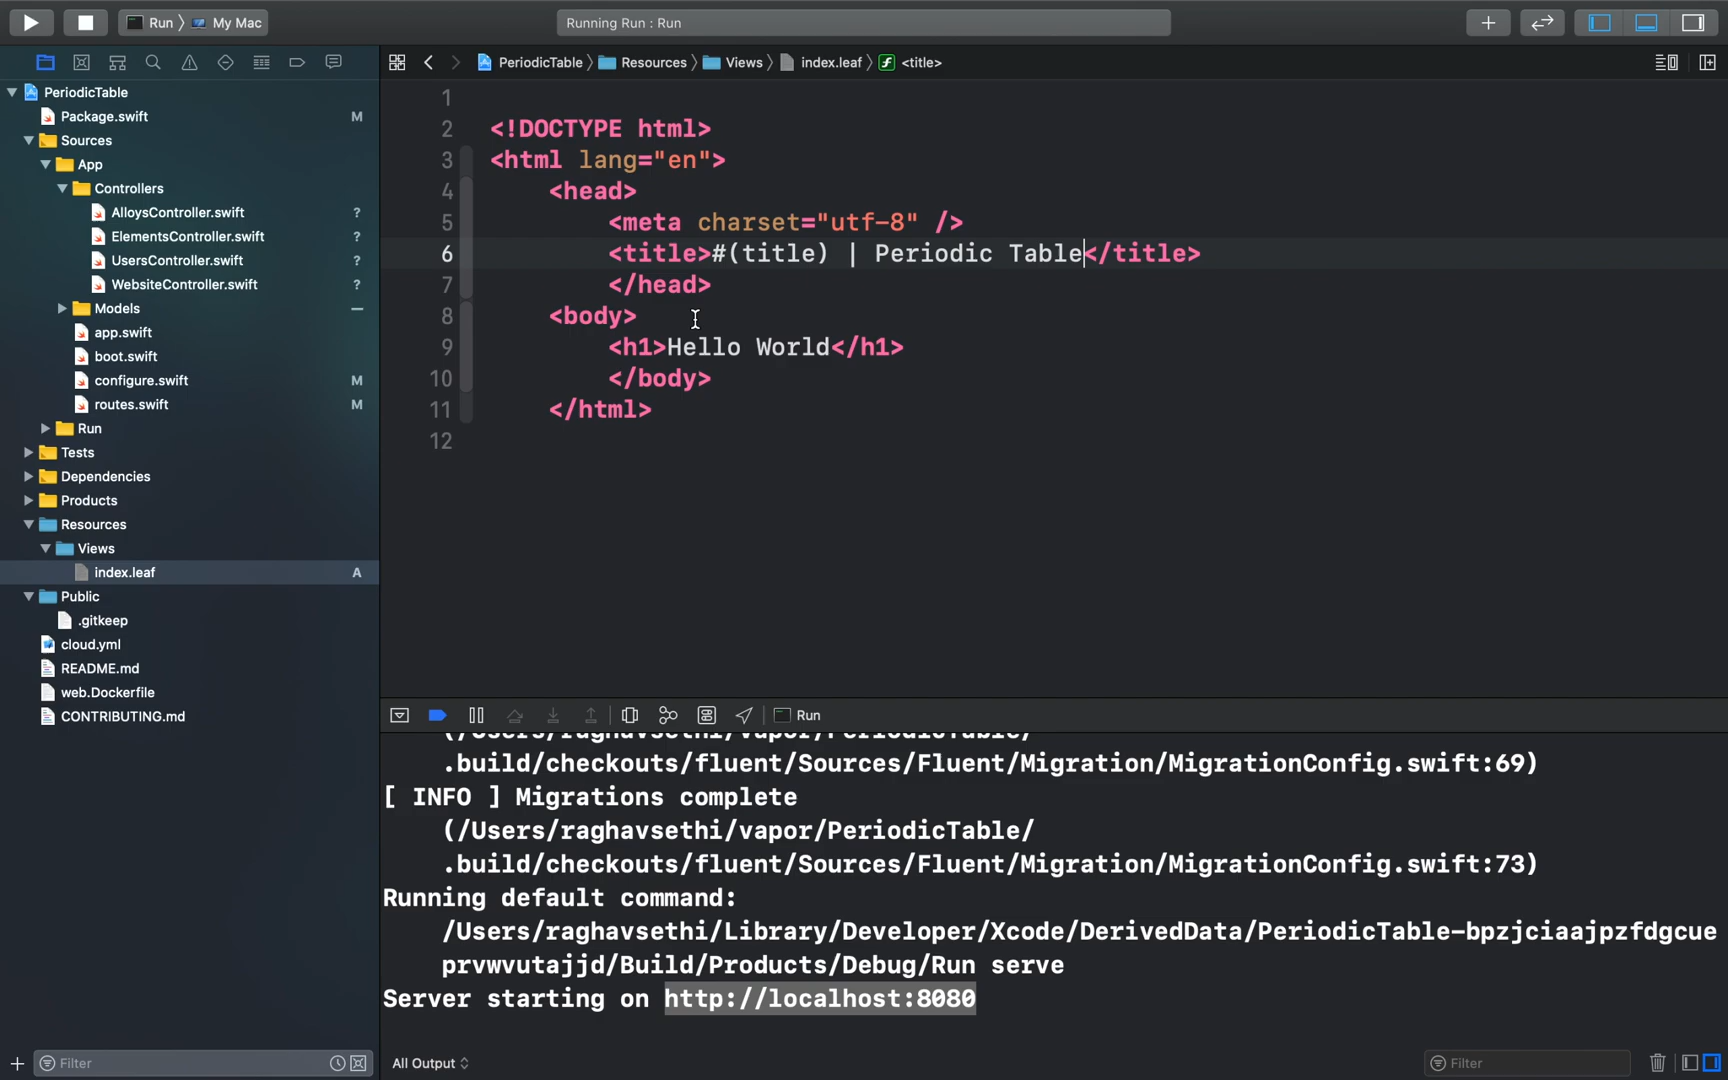 Run 〉 My Mac
Running Run : Run
PeriodicTable 〉 Resources 〉 Views 〉 index.leaf 〉 f <title>
PeriodicTable
Package.swift M
Sources
App
Controllers
AlloysController.swift ?
ElementsController.swift ?
UsersController.swift ?
WebsiteController.swift ?
Models —
app.swift
boot.swift
configure.swift M
routes.swift M
Run
Tests
Dependencies
Products
Resources
Views
index.leaf A
Public
.gitkeep
cloud.yml
README.md
web.Dockerfile
CONTRIBUTING.md
Filter
1
2 <!DOCTYPE html>
3 <html lang="en">
4 <head>
5 <meta charset="utf-8" />
6 <title>#(title) | Periodic Table</title>
7 </head>
8 <body>
9 <h1>Hello World</h1>
10 </body>
11 </html>
12
Run
(/Users/raghavsethi/vapor/PeriodicTable/
.build/checkouts/fluent/Sources/Fluent/Migration/MigrationConfig.swift:69)
[ INFO ] Migrations complete
(/Users/raghavsethi/vapor/PeriodicTable/
.build/checkouts/fluent/Sources/Fluent/Migration/MigrationConfig.swift:73)
Running default command:
/Users/raghavsethi/Library/Developer/Xcode/DerivedData/PeriodicTable-bpzjciaajpzfdgcue
prvwvutajjd/Build/Products/Debug/Run serve
Server starting on http://localhost:8080
All Output
Filter